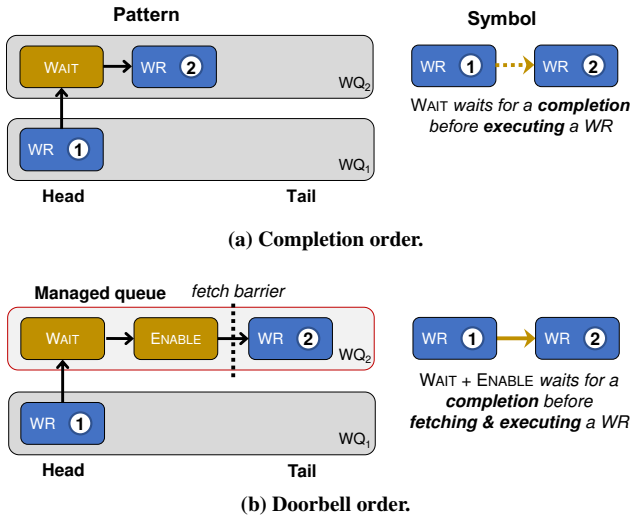 Pattern
Symbol
WAIT
WR 2
WQ2
WR 1
WQ1
Head
Tail
WR 1
WR 2
WAIT waits for a completion
before executing a WR
(a) Completion order.
Managed queue
fetch barrier
WAIT
ENABLE
WR 2
WQ2
WR 1
WQ1
Head
Tail
WR 1
WR 2
WAIT + ENABLE waits for a
completion before
fetching & executing a WR
(b) Doorbell order.